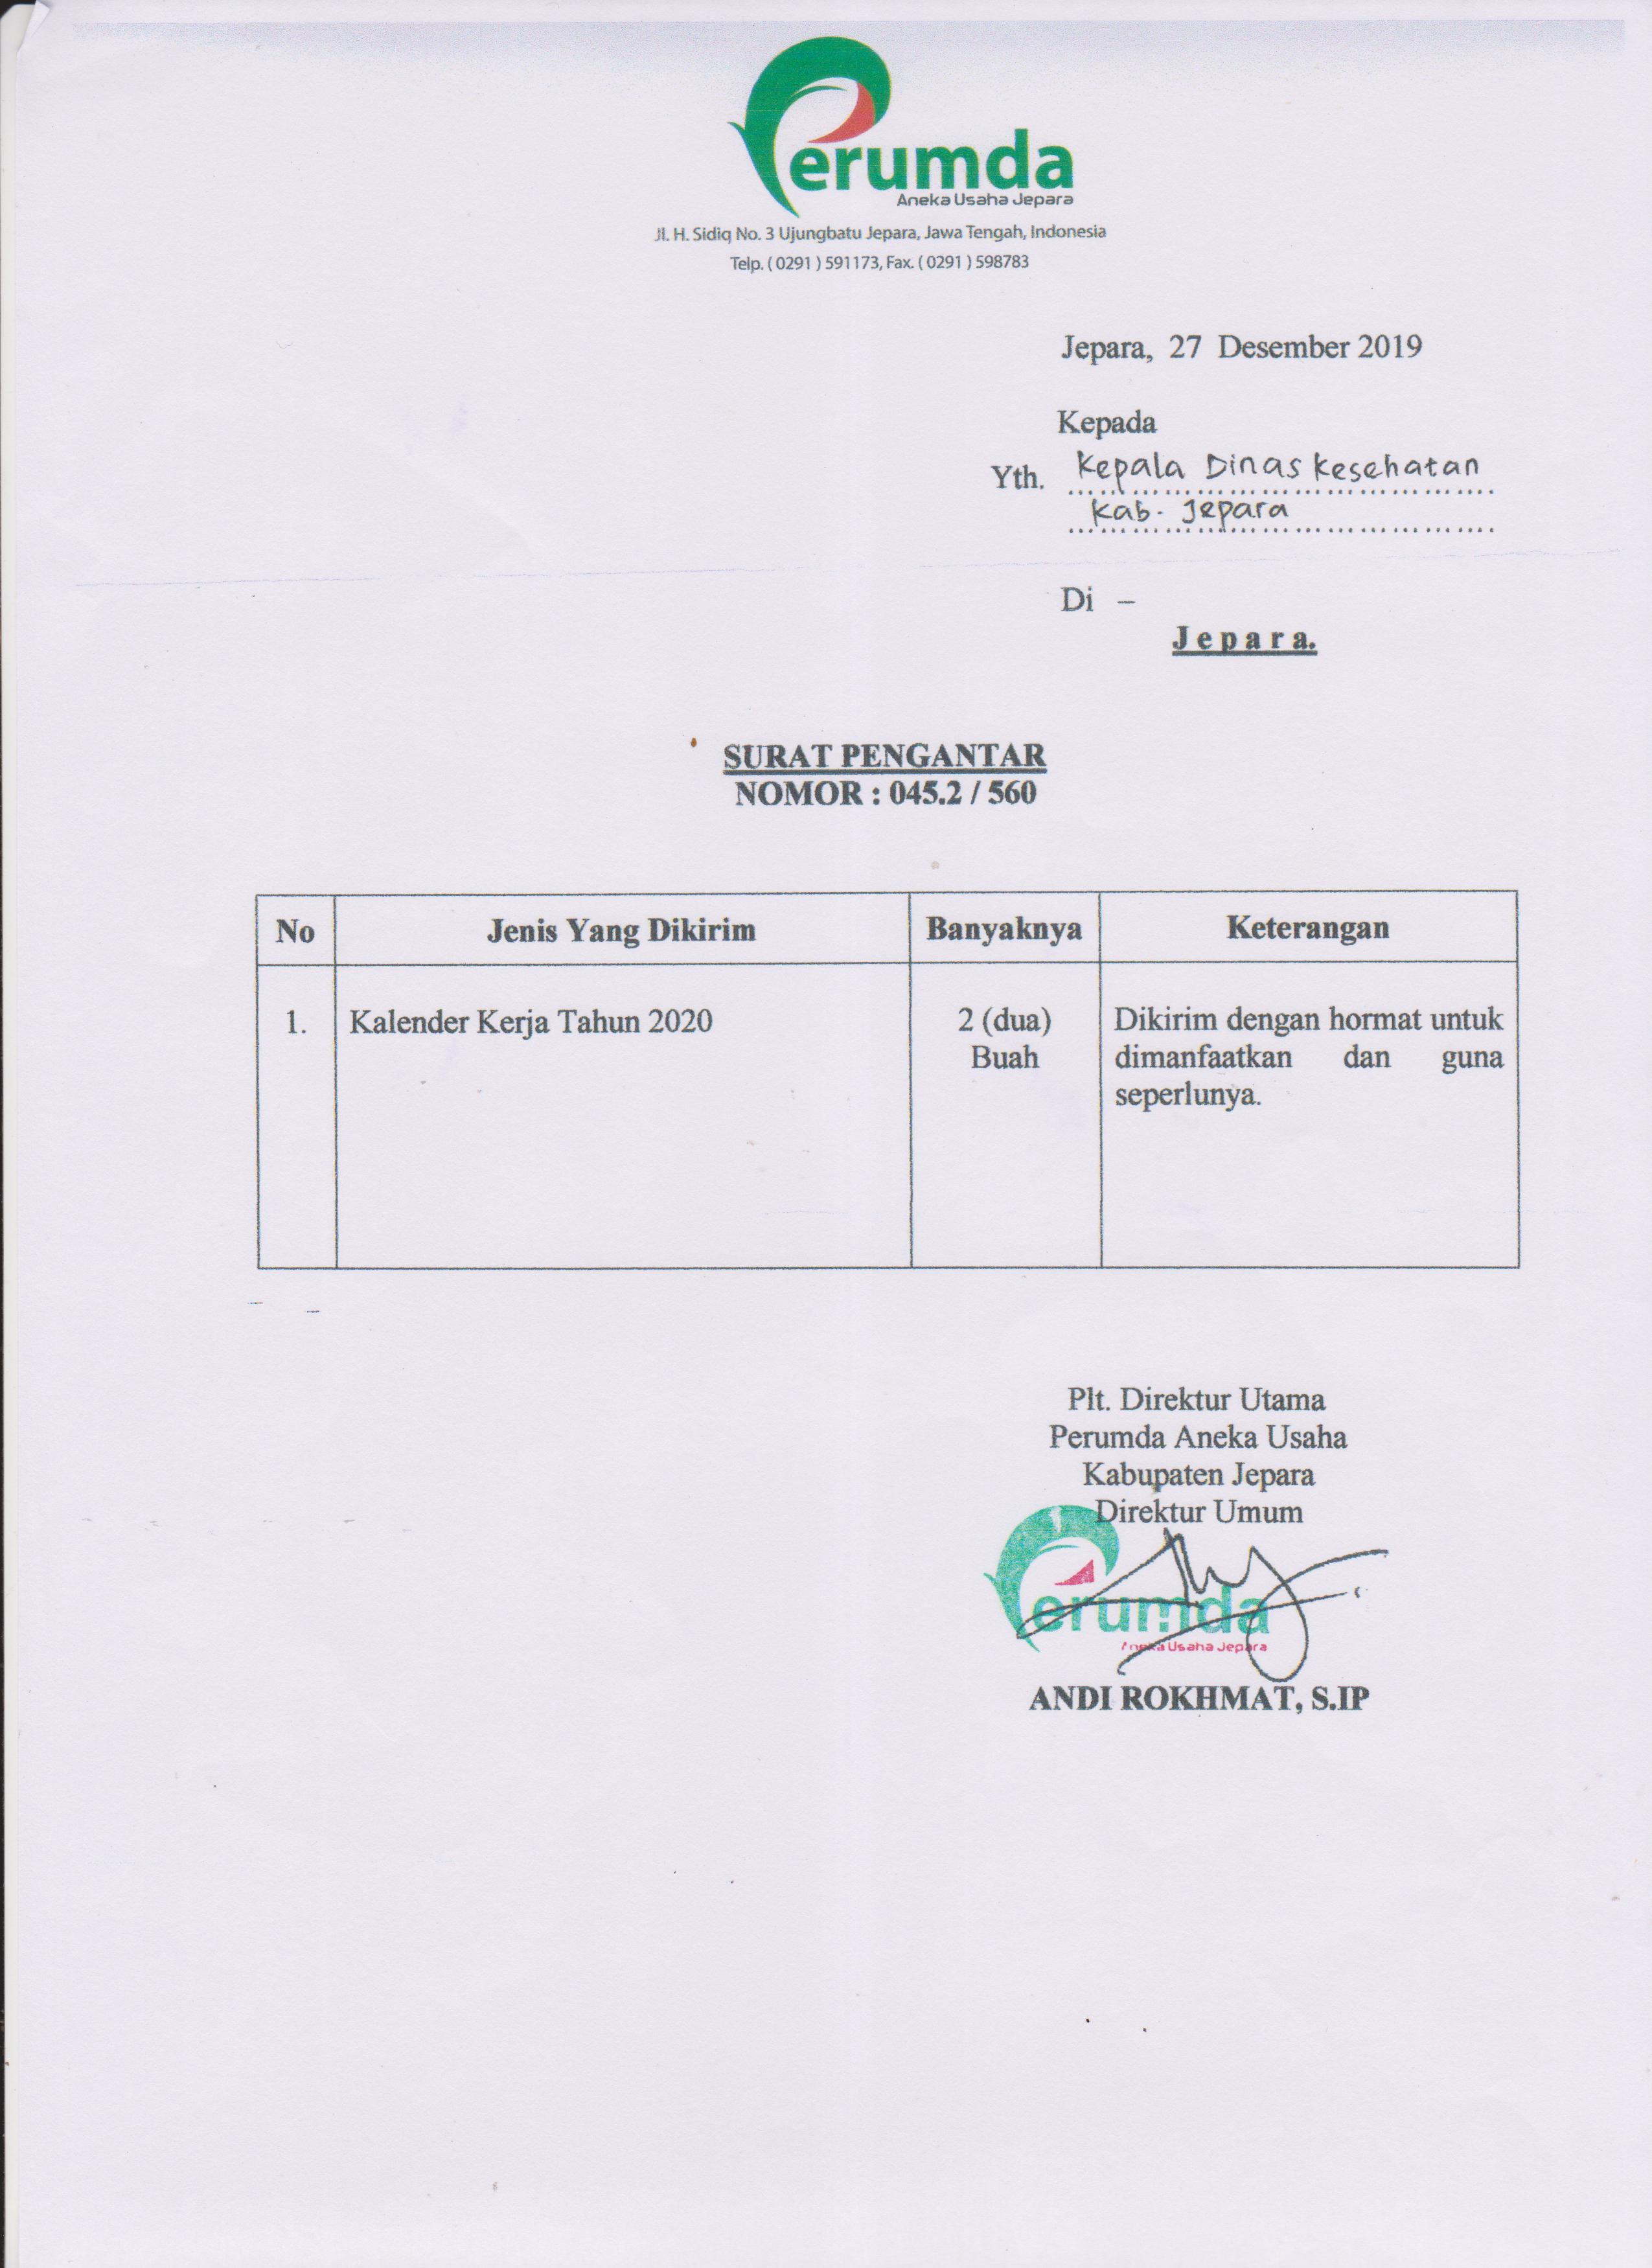 Perumda
Aneka Usaha Jepara
Jl. H. Sidiq No. 3 Ujungbatu Jepara, Jawa Tengah, Indonesia
Telp. ( 0291 ) 591173, Fax. ( 0291 ) 598783
Jepara, 27 Desember 2019
Kepada
Yth. Kepala Dinas Kesehatan
Kab. Jepara
Di –
J e p a r a.
SURAT PENGANTAR
NOMOR : 045.2 / 560
No Jenis Yang Dikirim Banyaknya Keterangan
1. Kalender Kerja Tahun 2020 2 (dua) Dikirim dengan hormat untuk
Buah dimanfaatkan dan guna
seperlunya.
Plt. Direktur Utama
Perumda Aneka Usaha
Kabupaten Jepara
Direktur Umum
Perumda
Aneka Usaha Jepara
ANDI ROKHMAT, S.IP